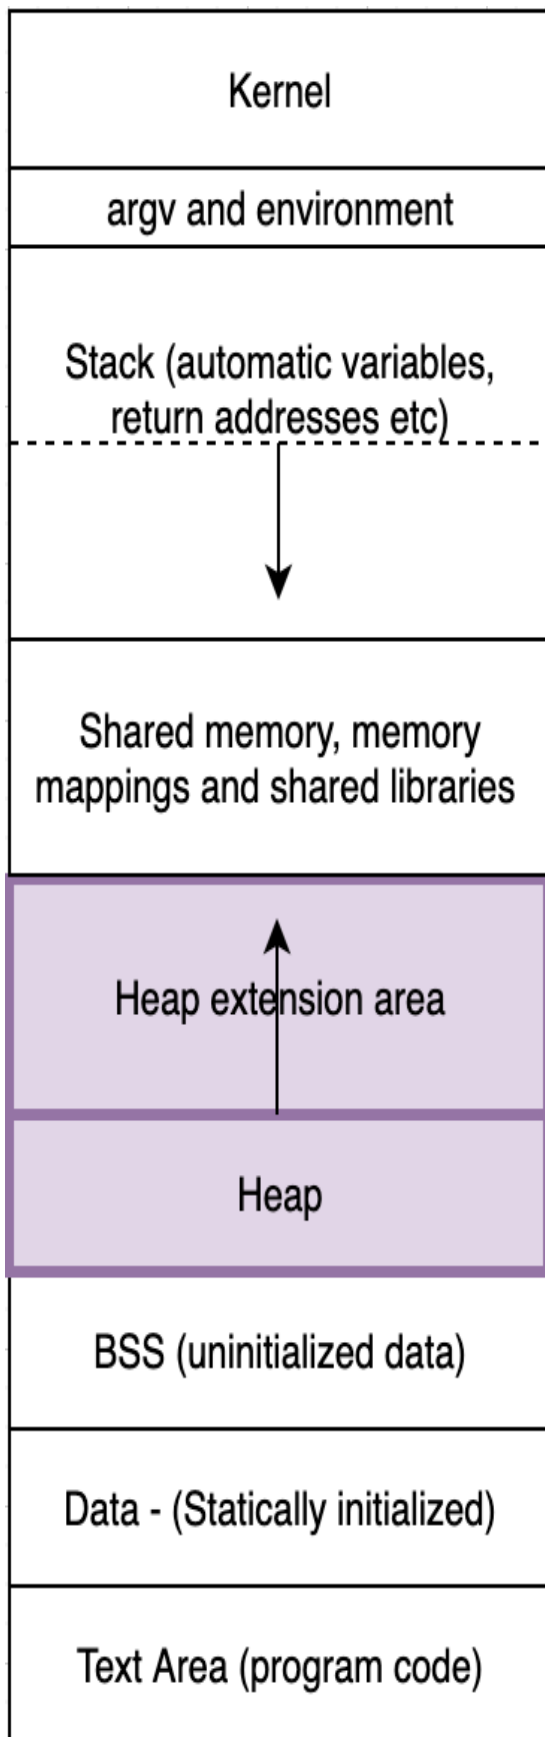 Kernel
argv and environment
Stack (automatic variables,
return addresses etc)
Shared memory, memory
mappings and shared libraries
Heap extension area
Heap
BSS (uninitialized data)
Data - (Statically initialized)
Text Area (program code)